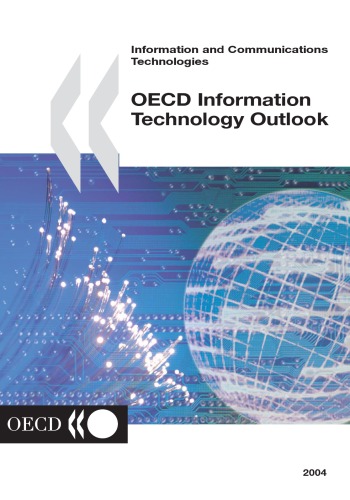 Information and Communications
Technologies
OECD Information
Technology Outlook
OECD
2004